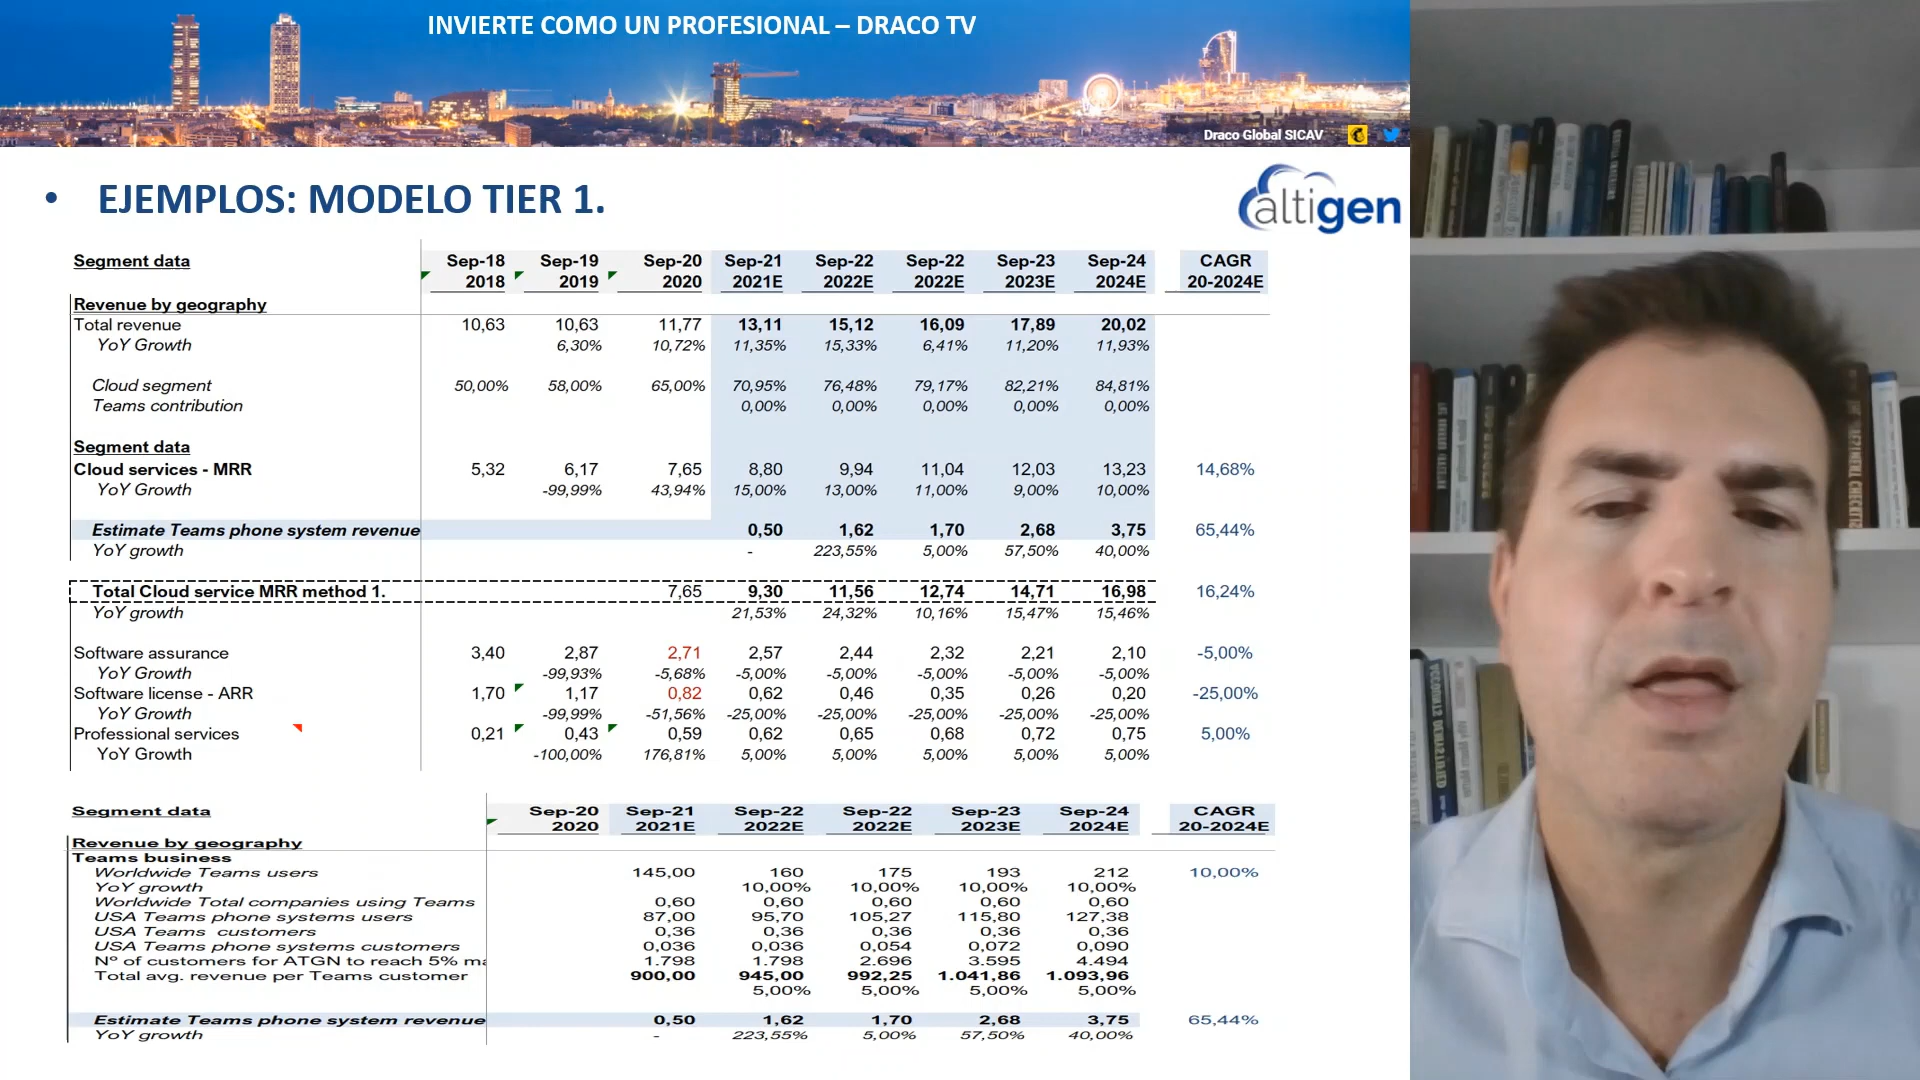 INVIERTE COMO UN PROFESIONAL – DRACO TV
Draco Global SICAV
• EJEMPLOS: MODELO TIER 1.
altigen
Segment data Sep-18 Sep-19 Sep-20 Sep-21 Sep-22 Sep-22 Sep-23 Sep-24 CAGR
2018 2019 2020 2021E 2022E 2022E 2023E 2024E 20-2024E
Revenue by geography
Total revenue 10,63 10,63 11,77 13,11 15,12 16,09 17,89 20,02
YoY Growth 6,30% 10,72% 11,35% 15,33% 6,41% 11,20% 11,93%
Cloud segment 50,00% 58,00% 65,00% 70,95% 76,48% 79,17% 82,21% 84,81%
Teams contribution 0,00% 0,00% 0,00% 0,00% 0,00%
Segment data
Cloud services - MRR 5,32 6,17 7,65 8,80 9,94 11,04 12,03 13,23 14,68%
YoY Growth -99,99% 43,94% 15,00% 13,00% 11,00% 9,00% 10,00%
Estimate Teams phone system revenue 0,50 1,62 1,70 2,68 3,75 65,44%
YoY growth - 223,55% 5,00% 57,50% 40,00%
Total Cloud service MRR method 1. 7,65 9,30 11,56 12,74 14,71 16,98 16,24%
YoY growth 21,53% 24,32% 10,16% 15,47% 15,46%
Software assurance 3,40 2,87 2,71 2,57 2,44 2,32 2,21 2,10 -5,00%
YoY Growth -99,93% -5,68% -5,00% -5,00% -5,00% -5,00% -5,00%
Software license - ARR 1,70 1,17 0,82 0,62 0,46 0,35 0,26 0,20 -25,00%
YoY Growth -99,99% -51,56% -25,00% -25,00% -25,00% -25,00% -25,00%
Professional services 0,21 0,43 0,59 0,62 0,65 0,68 0,72 0,75 5,00%
YoY Growth -100,00% 176,81% 5,00% 5,00% 5,00% 5,00% 5,00%
Segment data Sep-20 Sep-21 Sep-22 Sep-22 Sep-23 Sep-24 CAGR
2020 2021E 2022E 2022E 2023E 2024E 20-2024E
Revenue by geography
Teams business
Worldwide Teams users 145,00 160 175 193 212 10,00%
YoY growth 10,00% 10,00% 10,00% 10,00%
Worldwide Total companies using Teams 0,60 0,60 0,60 0,60 0,60
USA Teams phone systems users 87,00 95,70 105,27 115,80 127,38
USA Teams customers 0,36 0,36 0,36 0,36 0,36
USA Teams phone systems customers 0,036 0,036 0,054 0,072 0,090
Nº of customers for ATGN to reach 5% ma 1.798 1.798 2.696 3.595 4.494
Total avg. revenue per Teams customer 900,00 945,00 992,25 1.041,86 1.093,96
5,00% 5,00% 5,00% 5,00%
Estimate Teams phone system revenue 0,50 1,62 1,70 2,68 3,75 65,44%
YoY growth - 223,55% 5,00% 57,50% 40,00%